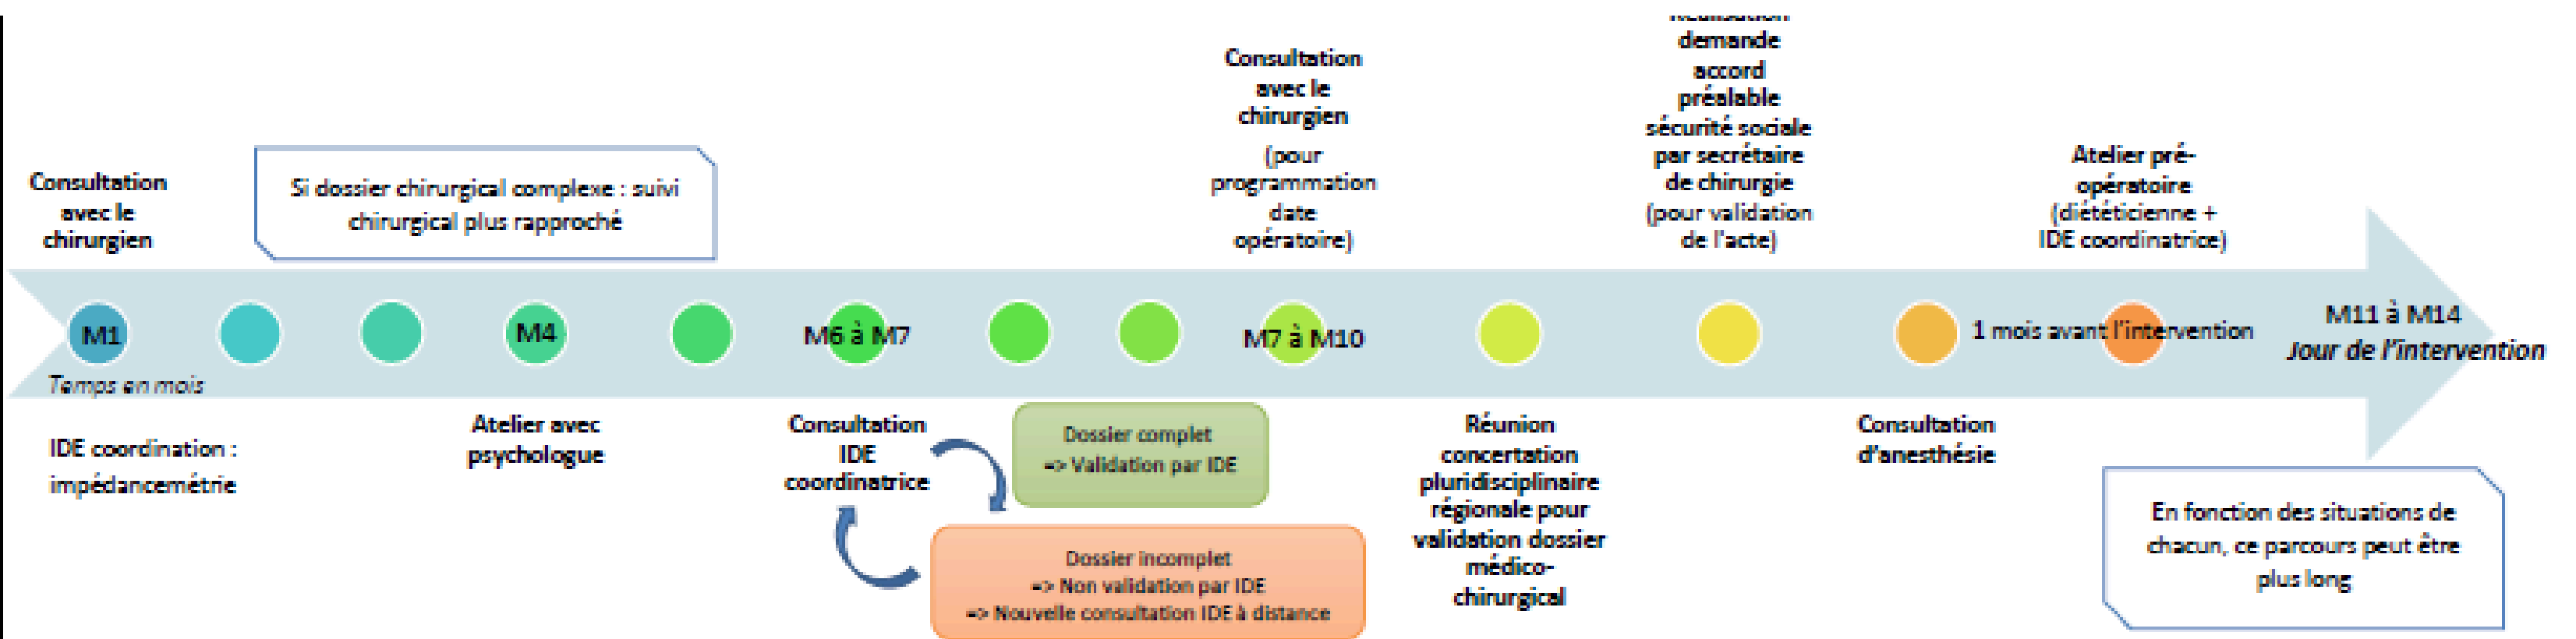 Consultation
avec le
chirurgien
Si dossier chirurgical complexe : suivi
chirurgical plus rapproché
Consultation
avec le
chirurgien
(pour
programmation
date
opératoire)
demande
accord
préalable
sécurité sociale
par secrétaire
de chirurgie
(pour validation
de l'acte)
Atelier pré-
opératoire
(diététicienne +
IDE coordinatrice)
M1
M4
M6 à M7
M7 à M10
1 mois avant l'intervention
M11 à M14
Jour de l'intervention
Temps en mois
IDE coordination :
impédancemétrie
Atelier avec
psychologue
Consultation
IDE
coordinatrice
Dossier complet
=> Validation par IDE
Dossier incomplet
=> Non validation par IDE
=> Nouvelle consultation IDE à distance
Réunion
concertation
pluridisciplinaire
régionale pour
validation dossier
médico-
chirurgical
Consultation
d'anesthésie
En fonction des situations de
chacun, ce parcours peut être
plus long